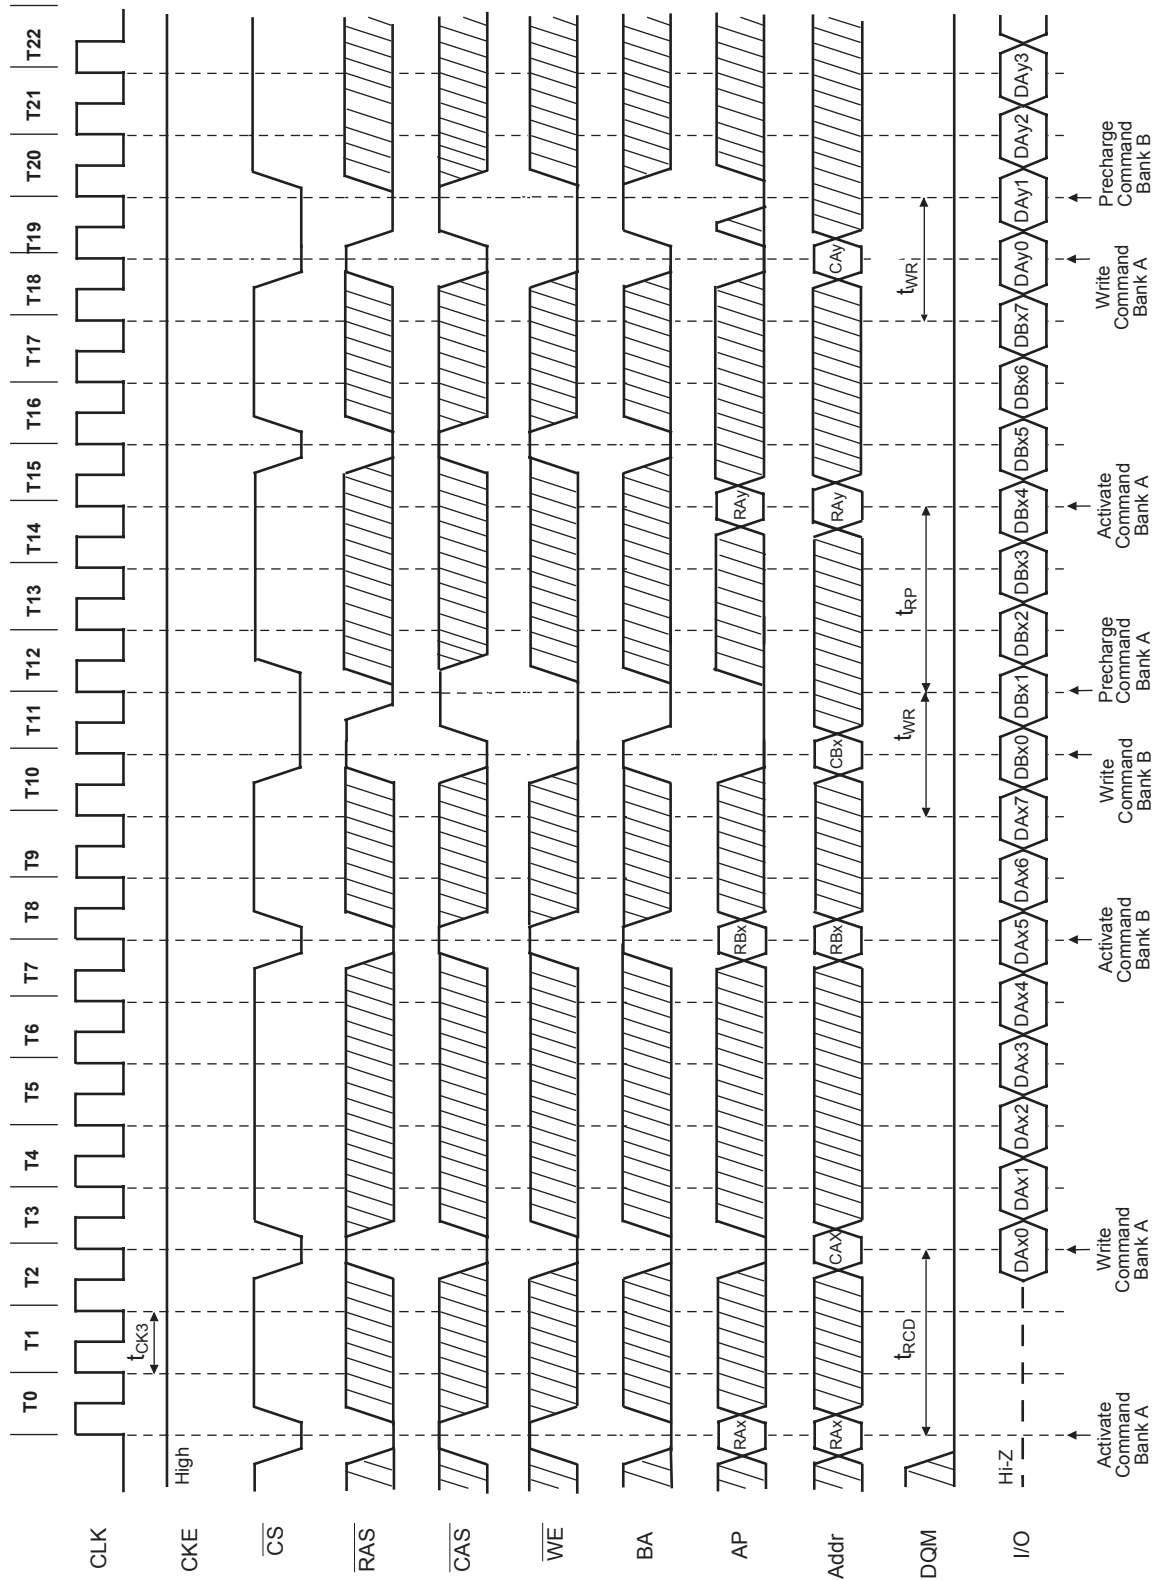 T0 T1 T2 T3 T4 T5 T6 T7 T8 T9 T10 T11 T12 T13 T14 T15 T16 T17 T18 T19 T20 T21 T22
CLK
tCK3
CKE
High
CS
RAS
CAS
WE
BA
AP
RAx RBx RAy
Addr
RAx CAX RBx CBx RAy CAy
DQM
tRCD tWR tRP tWR
I/O
Hi-Z
DAx0 DAx1 DAx2 DAx3 DAx4 DAx5 DAx6 DAx7 DBx0 DBx1 DBx2 DBx3 DBx4 DBx5 DBx6 DBx7 DAy0 DAy1 DAy2 DAy3
Activate
Command
Bank A
Write
Command
Bank A
Activate
Command
Bank B
Write
Command
Bank B
Precharge
Command
Bank A
Activate
Command
Bank A
Write
Command
Bank A
Precharge
Command
Bank B